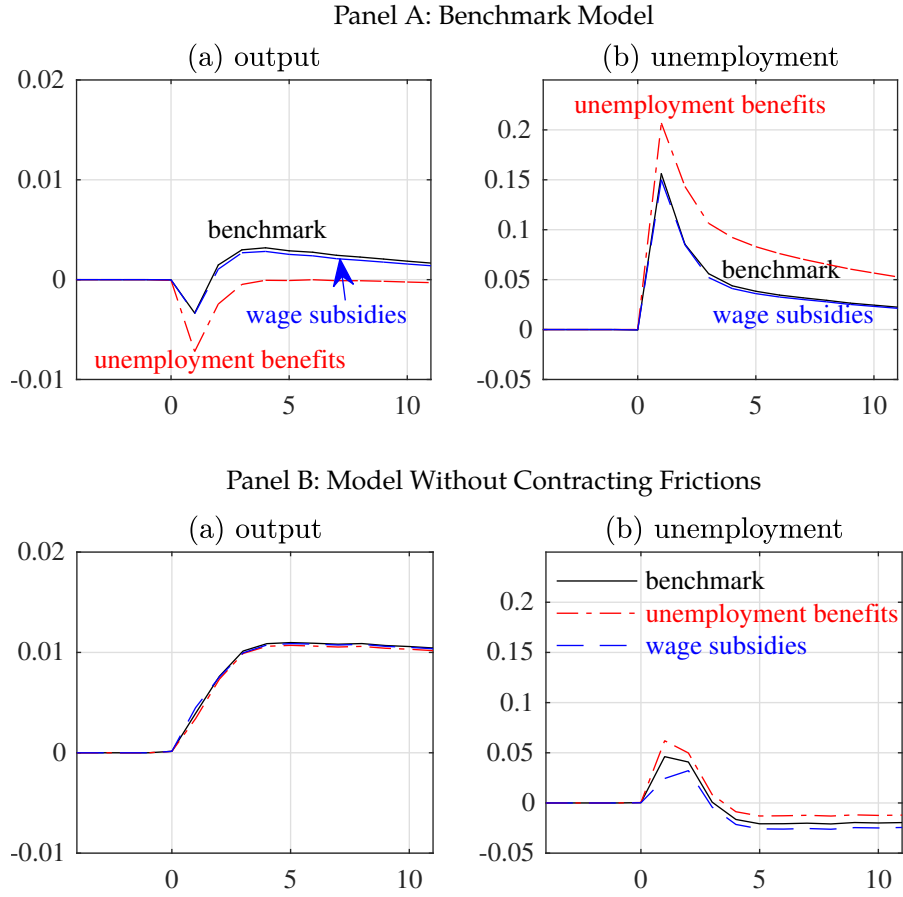 Panel A: Benchmark Model
(a) output
0.02
0.01
0
-0.01
0
5
10
benchmark
wage subsidies
unemployment benefits
(b) unemployment
0.2
0.15
0.1
0.05
0
-0.05
0
5
10
unemployment benefits
benchmark
wage subsidies
Panel B: Model Without Contracting Frictions
(a) output
0.02
0.01
0
-0.01
0
5
10
(b) unemployment
0.2
0.15
0.1
0.05
0
-0.05
0
5
10
benchmark
unemployment benefits
wage subsidies